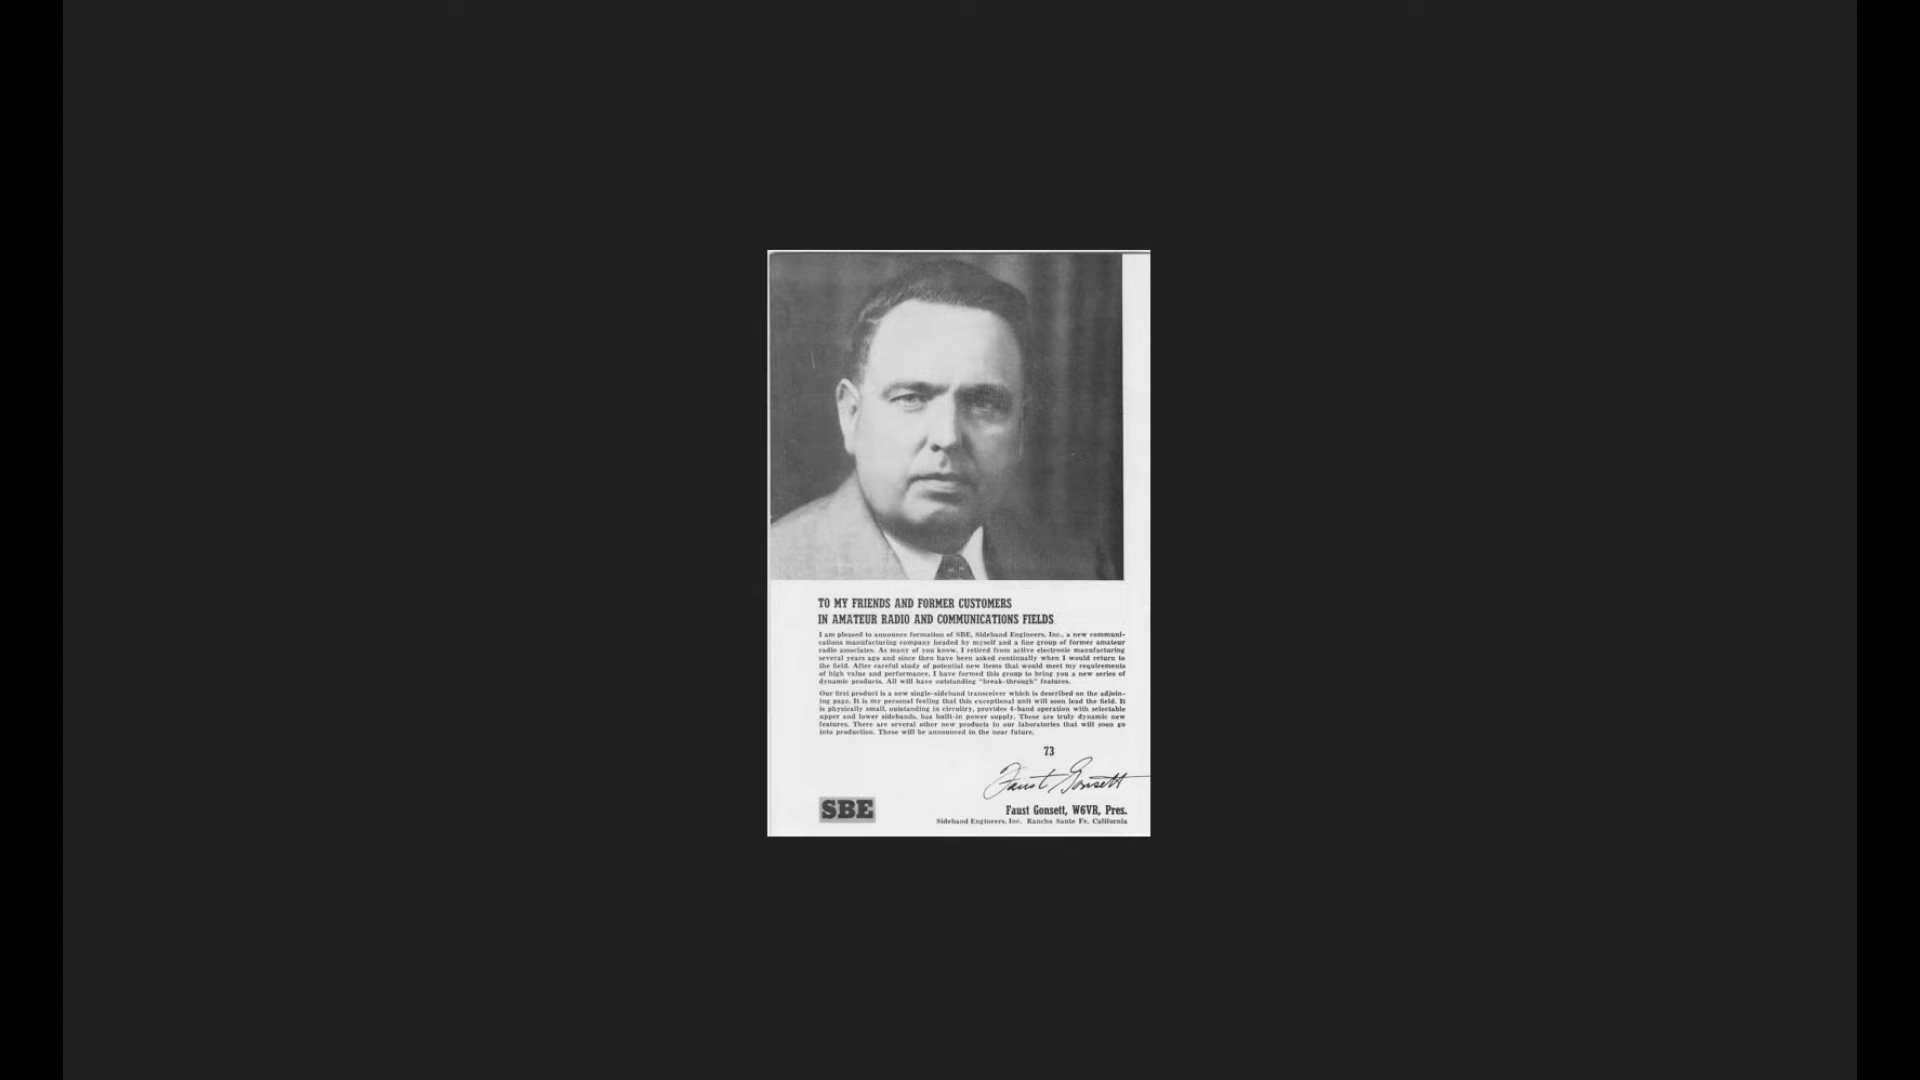 TO MY FRIENDS AND FORMER CUSTOMERS
IN AMATEUR RADIO AND COMMUNICATIONS FIELDS
I am pleased to announce formation of SBE, Sideband Engineers, Inc., a new communi-
cations manufacturing company headed by myself and a fine group of former amateur
radio associates. As many of you know, I retired from active electronic manufacturing
several years ago and since then have been asked continually when I would return to
the field. After careful study of potential new items that would meet my requirements
of high value and performance, I have formed this group to bring you a new series of
dynamic products. All will have outstanding "break-through" features.
Our first product is a new single-sideband transceiver which is described on the adjoin-
ing page. It is my personal feeling that this exceptional unit will soon lead the field. It
is physically small, outstanding in circuitry, provides 4-band operation with selectable
upper and lower sidebands, has built-in power supply. These are truly dynamic new
features. There are several other new products in our laboratories that will soon go
into production. These will be announced in the near future.
73
Faust Gonsett
SBE
Faust Gonsett, W6VR, Pres.
Sideband Engineers, Inc. Rancho Sante Fe, California